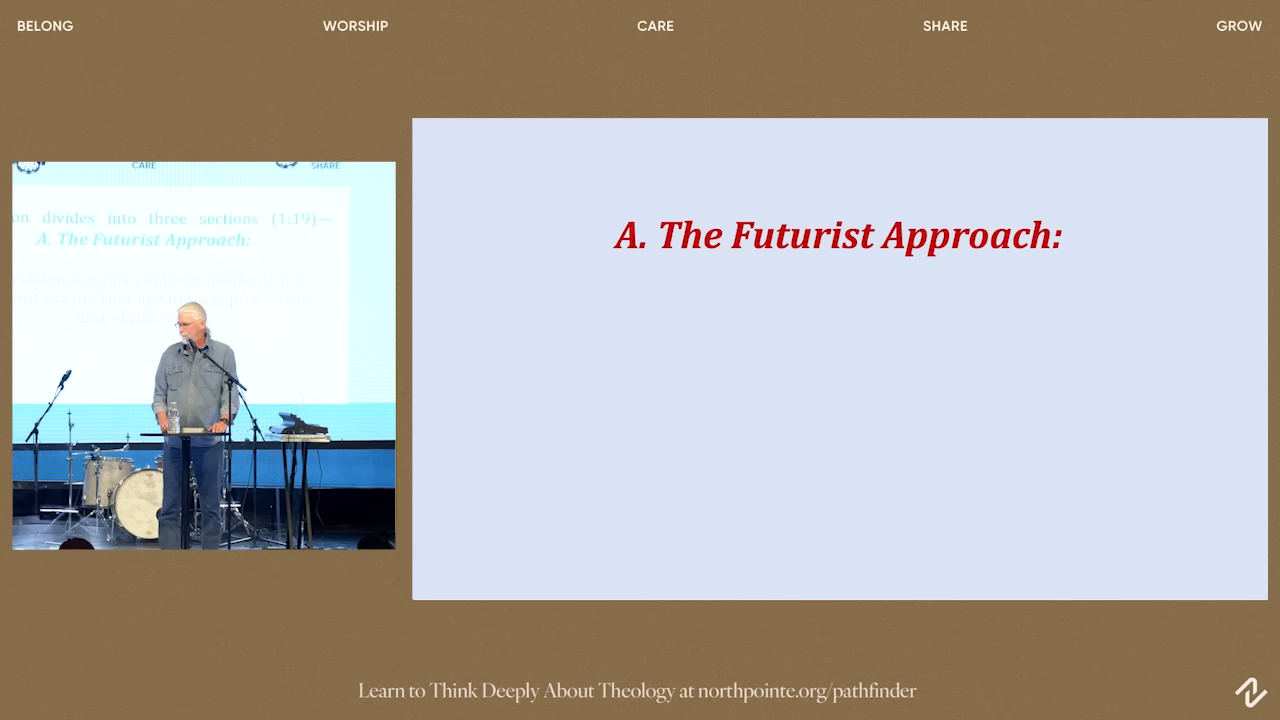 BELONG
WORSHIP
CARE
SHARE
GROW
CARE
SHARE
on divides into three sections (1:19)—
A. The Futurist Approach:
A. The Futurist Approach:
Learn to Think Deeply About Theology at northpointe.org/pathfinder